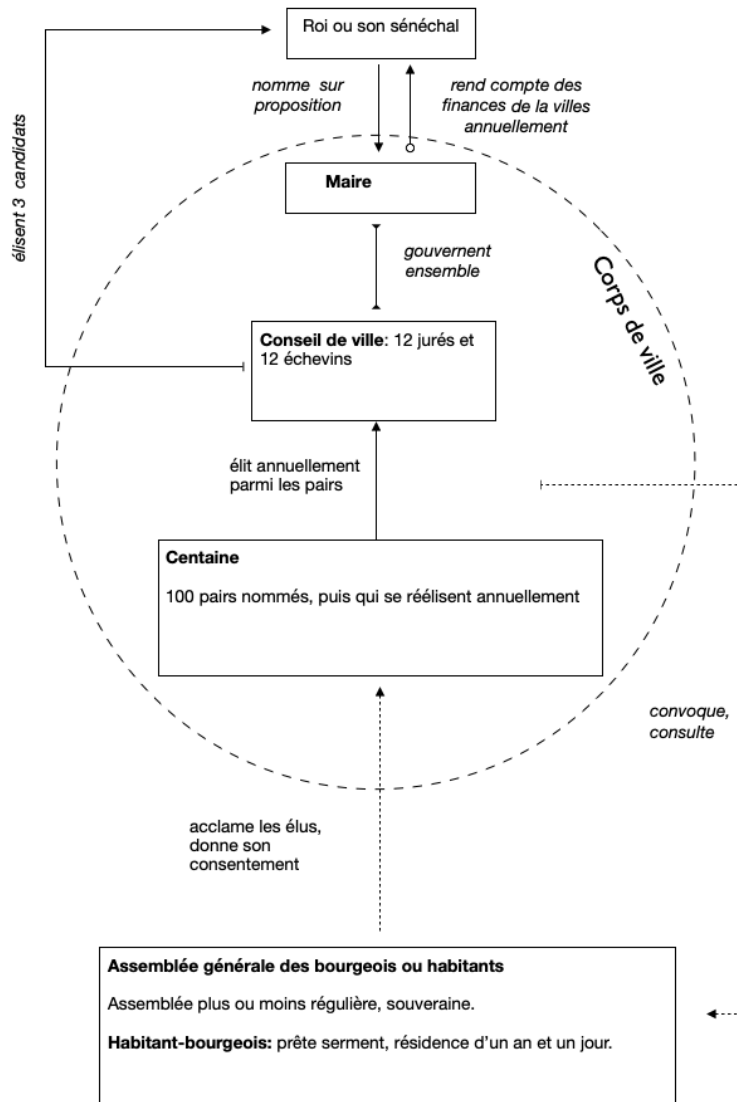 Roi ou son sénéchal
nomme sur
proposition
rend compte des
finances de la villes
annuellement
élisent 3 candidats
Maire
gouvernent
ensemble
Corps de ville
Conseil de ville: 12 jurés et
12 échevins
élit annuellement
parmi les pairs
Centaine
100 pairs nommés, puis qui se réélisent annuellement
convoque,
consulte
acclame les élus,
donne son
consentement
Assemblée générale des bourgeois ou habitants
Assemblée plus ou moins régulière, souveraine.
Habitant-bourgeois: prête serment, résidence d'un an et un jour.